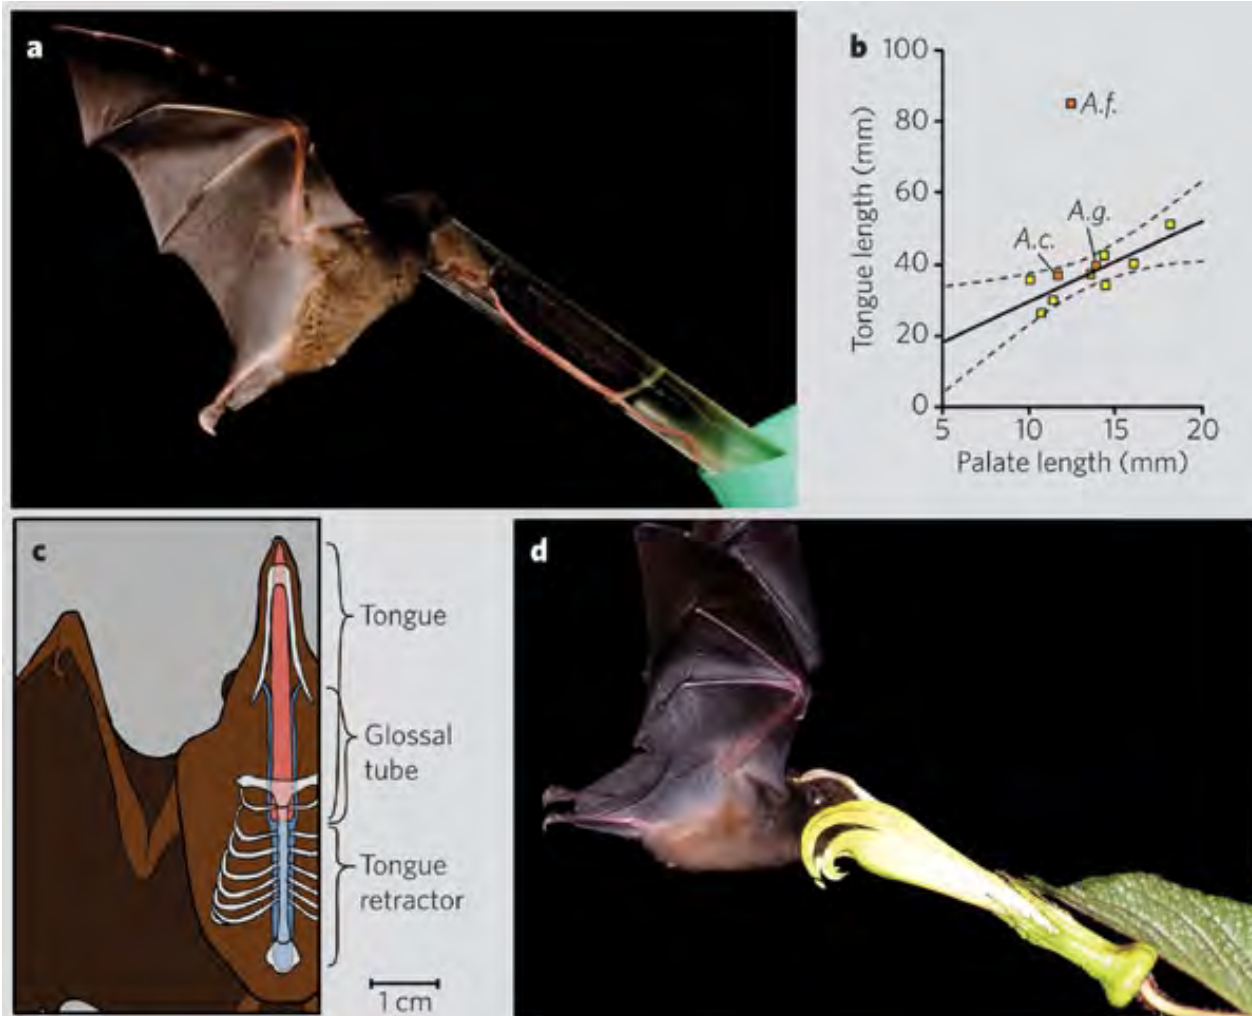 a
b
100
80
60
40
20
0
5
10
15
20
Tongue length (mm)
Palate length (mm)
A.f.
A.g.
A.c.
c
Tongue
Glossal
tube
Tongue
retractor
1 cm
d